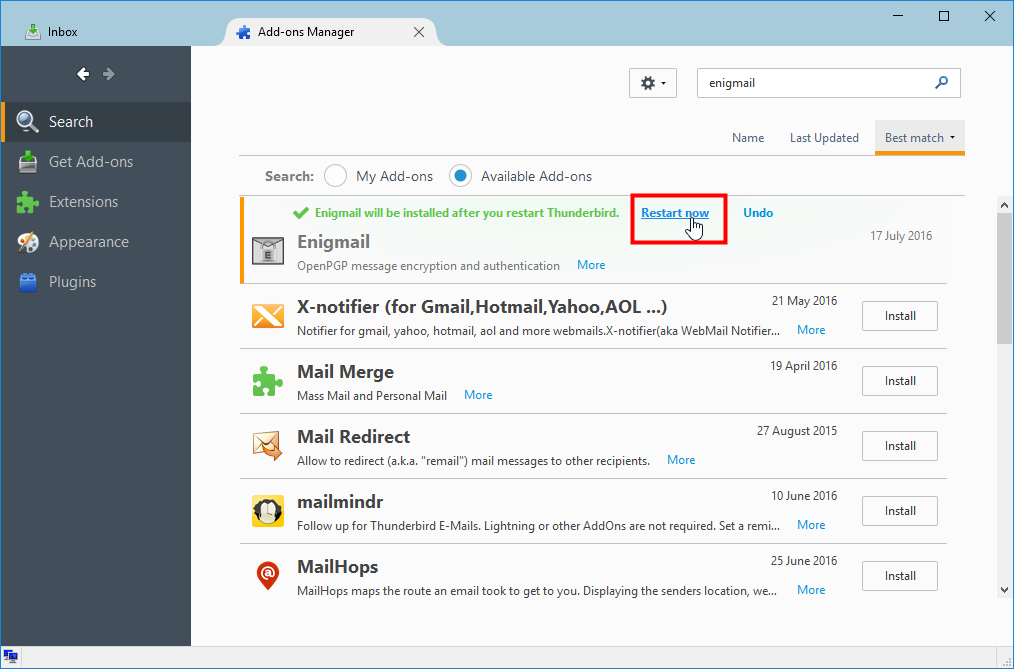 Inbox
Add-ons Manager
enigmail
Name
Last Updated
Best match
Search
Get Add-ons
Extensions
Appearance
Plugins
Search:
My Add-ons
Available Add-ons
Enigmail will be installed after you restart Thunderbird.
Restart now
Undo
Enigmail
17 July 2016
OpenPGP message encryption and authentication
More
X-notifier (for Gmail,Hotmail,Yahoo,AOL ...)
21 May 2016
Notifier for gmail, yahoo, hotmail, aol and more webmails.X-notifier(aka WebMail Notifier...
More
Install
Mail Merge
19 April 2016
Mass Mail and Personal Mail
More
Install
Mail Redirect
27 August 2015
Allow to redirect (a.k.a. "remail") mail messages to other recipients.
More
Install
mailmindr
10 June 2016
Follow up for Thunderbird E-Mails. Lightning or other AddOns are not required. Set a remi...
More
Install
MailHops
25 June 2016
MailHops maps the route an email took to get to you. Displaying the senders location, we...
More
Install